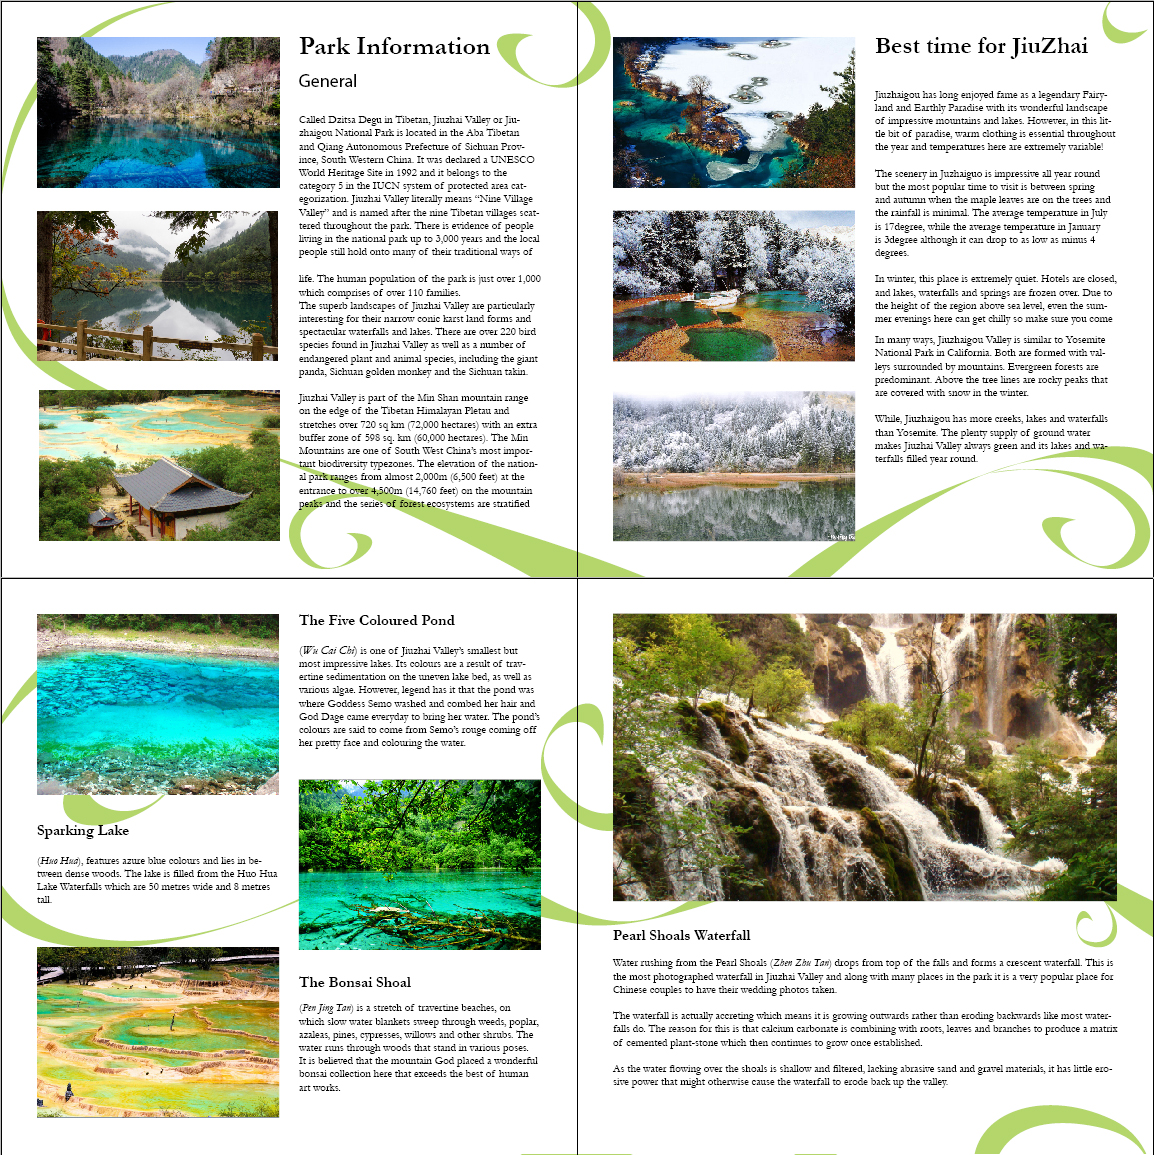 Park Information
General
Called Dzitsa Degu in Tibetan, Jiuzhai Valley or Jiu-
zhaigou National Park is located in the Aba Tibetan
and Qiang Autonomous Prefecture of Sichuan Prov-
ince, South Western China. It was declared a UNESCO
World Heritage Site in 1992 and it belongs to the
category 5 in the IUCN system of protected area cat-
egorization. Jiuzhai Valley literally means “Nine Village
Valley” and is named after the nine Tibetan villages scat-
tered throughout the park. There is evidence of people
living in the national park up to 3,000 years and the local
people still hold onto many of their traditional ways of
life. The human population of the park is just over 1,000
which comprises of over 110 families.
The superb landscapes of Jiuzhai Valley are particularly
interesting for their narrow conic karst land forms and
spectacular waterfalls and lakes. There are over 220 bird
species found in Jiuzhai Valley as well as a number of
endangered plant and animal species, including the giant
panda, Sichuan golden monkey and the Sichuan takin.
Jiuzhai Valley is part of the Min Shan mountain range
on the edge of the Tibetan Himalayan Pletau and
stretches over 720 sq km (72,000 hectares) with an extra
buffer zone of 598 sq. km (60,000 hectares). The Min
Mountains are one of South West China’s most impor-
tant biodiversity typezones. The elevation of the nation-
al park ranges from almost 2,000m (6,500 feet) at the
entrance to over 4,500m (14,760 feet) on the mountain
peaks and the series of forest ecosystems are stratified
Best time for JiuZhai
Jiuzhaigou has long enjoyed fame as a legendary Fairy-
land and Earthly Paradise with its wonderful landscape
of impressive mountains and lakes. However, in this lit-
tle bit of paradise, warm clothing is essential throughout
the year and temperatures here are extremely variable!
The scenery in Juzhaiguo is impressive all year round
but the most popular time to visit is between spring
and autumn when the maple leaves are on the trees and
the rainfall is minimal. The average temperature in July
is 17degree, while the average temperature in January
is 3degree although it can drop to as low as minus 4
degrees.
In winter, this place is extremely quiet. Hotels are closed,
and lakes, waterfalls and springs are frozen over. Due to
the height of the region above sea level, even the sum-
mer evenings here can get chilly so make sure you come
In many ways, Jiuzhaigou Valley is similar to Yosemite
National Park in California. Both are formed with val-
leys surrounded by mountains. Evergreen forests are
predominant. Above the tree lines are rocky peaks that
are covered with snow in the winter.
While, Jiuzhaigou has more creeks, lakes and waterfalls
than Yosemite. The plenty supply of ground water
makes Jiuzhai Valley always green and its lakes and wa-
terfalls filled year round.
The Five Coloured Pond
(Wu Cai Chi) is one of Jiuzhai Valley’s smallest but
most impressive lakes. Its colours are a result of trav-
ertine sedimentation on the uneven lake bed, as well as
various algae. However, legend has it that the pond was
where Goddess Semo washed and combed her hair and
God Dage came everyday to bring her water. The pond’s
colours are said to come from Semo’s rouge coming off
her pretty face and colouring the water.
Sparking Lake
(Huo Hua), features azure blue colours and lies in be-
tween dense woods. The lake is filled from the Huo Hua
Lake Waterfalls which are 50 metres wide and 8 metres
tall.
The Bonsai Shoal
(Pen Jing Tan) is a stretch of travertine beaches, on
which slow water blankets sweep through weeds, poplar,
azaleas, pines, cypresses, willows and other shrubs. The
water runs through woods that stand in various poses.
It is believed that the mountain God placed a wonderful
bonsai collection here that exceeds the best of human
art works.
Pearl Shoals Waterfall
Water rushing from the Pearl Shoals (Zhen Zhu Tan) drops from top of the falls and forms a crescent waterfall. This is
the most photographed waterfall in Jiuzhai Valley and along with many places in the park it is a very popular place for
Chinese couples to have their wedding photos taken.
The waterfall is actually accreting which means it is growing outwards rather than eroding backwards like most water-
falls do. The reason for this is that calcium carbonate is combining with roots, leaves and branches to produce a matrix
of cemented plant-stone which then continues to grow once established.
As the water flowing over the shoals is shallow and filtered, lacking abrasive sand and gravel materials, it has little ero-
sive power that might otherwise cause the waterfall to erode back up the valley.